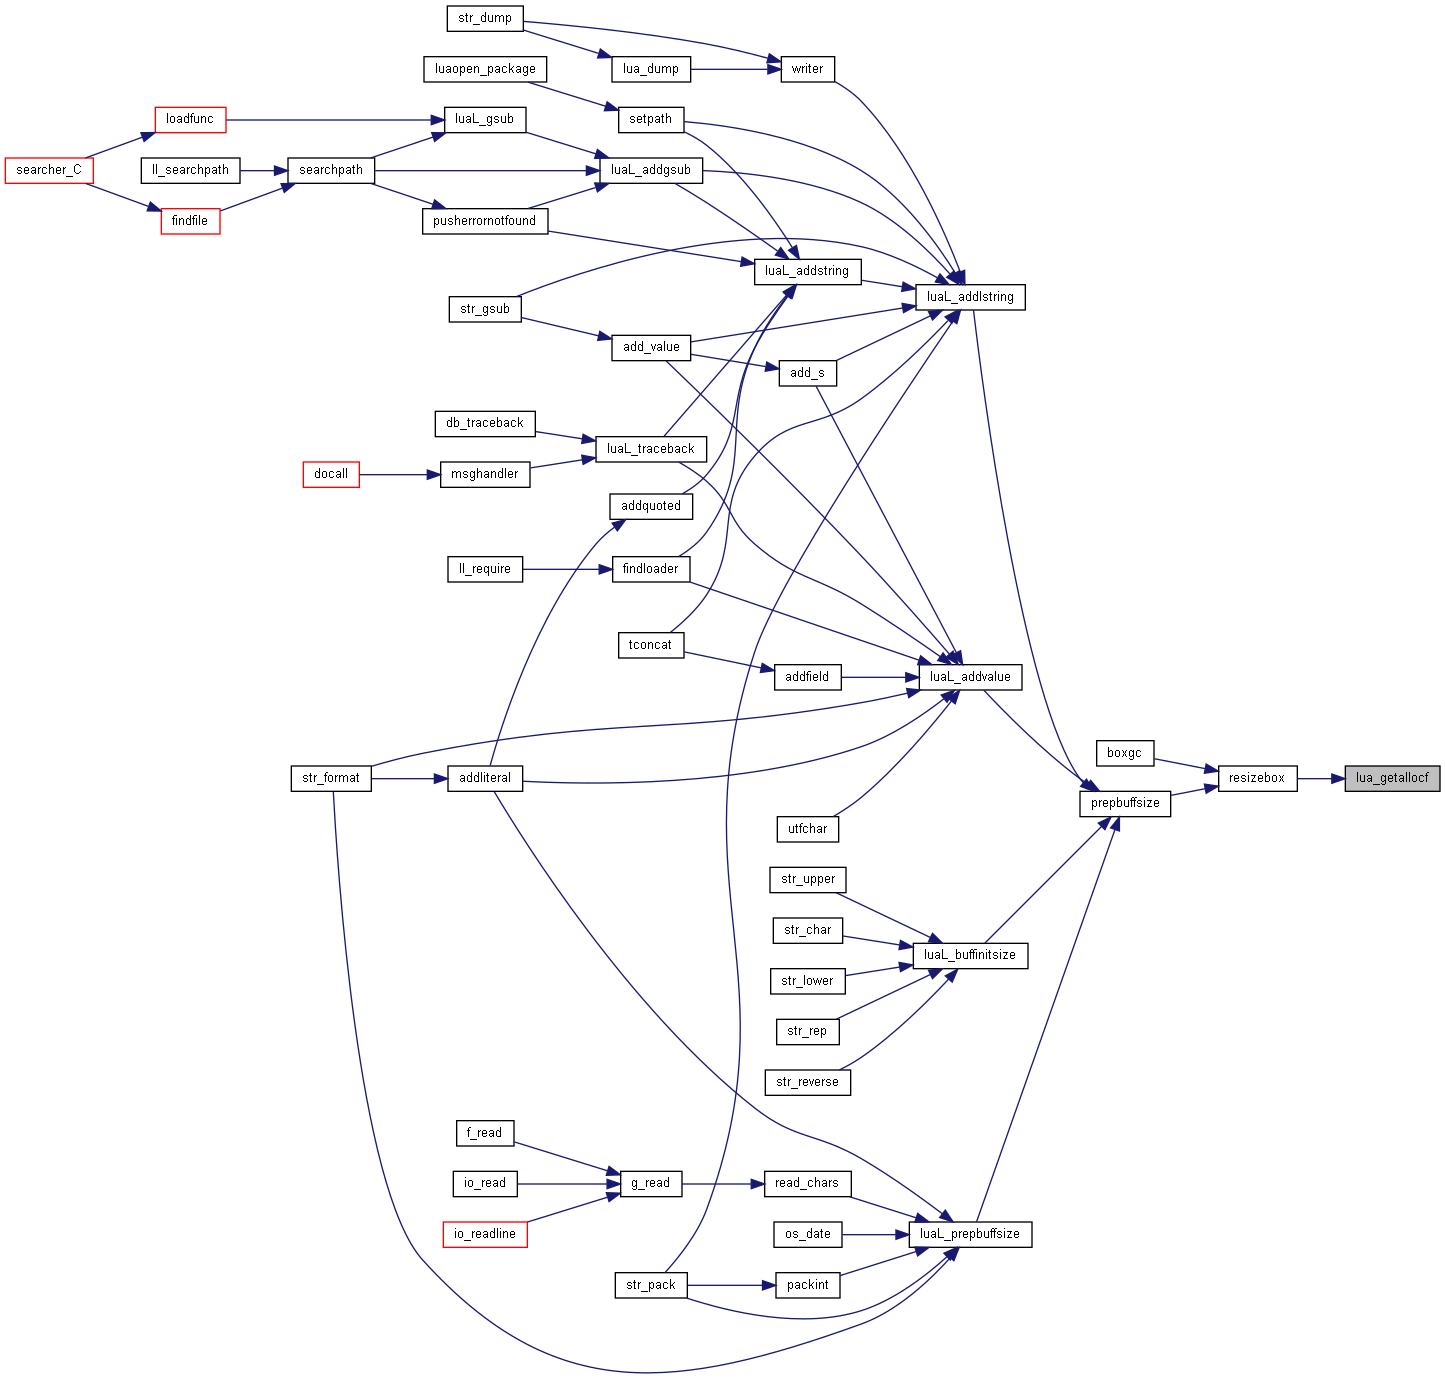 str_dump
luaopen_package
lua_dump
writer
loadfunc
luaL_gsub
setpath
searcher_C
ll_searchpath
searchpath
luaL_addgsub
findfile
pusherrornotfound
luaL_addstring
luaL_addlstring
str_gsub
add_value
add_s
db_traceback
luaL_traceback
docall
msghandler
addquoted
ll_require
findloader
tconcat
addfield
luaL_addvalue
boxgc
str_format
addliteral
resizebox
lua_getallocf
prepbuffsize
utfchar
str_upper
str_char
luaL_buffinitsize
str_lower
str_rep
str_reverse
f_read
io_read
g_read
read_chars
io_readline
os_date
luaL_prepbuffsize
str_pack
packint